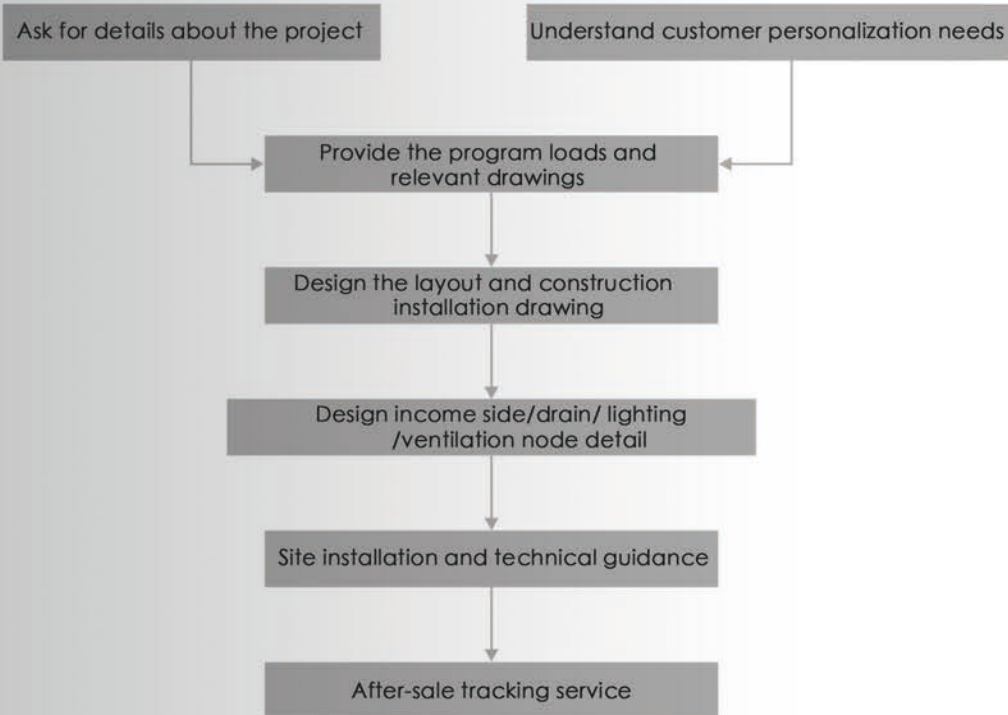 Ask for details about the project
Understand customer personalization needs
Provide the program loads and
relevant drawings
Design the layout and construction
installation drawing
Design income side/drain/ lighting
/ventilation node detail
Site installation and technical guidance
After-sale tracking service